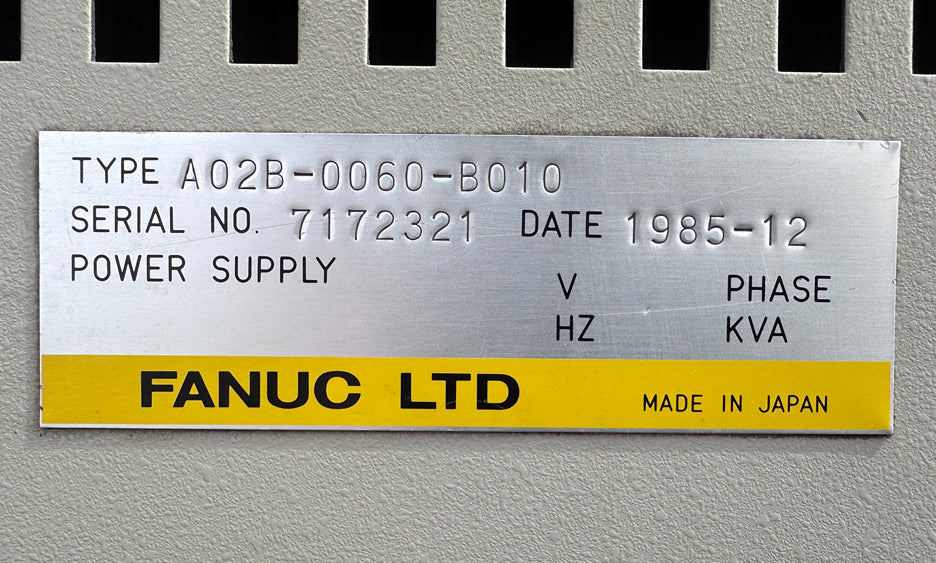 TYPE A02B-0060-B010
SERIAL NO. 7172321 DATE 1985-12
POWER SUPPLY
V PHASE
HZ KVA
FANUC LTD MADE IN JAPAN